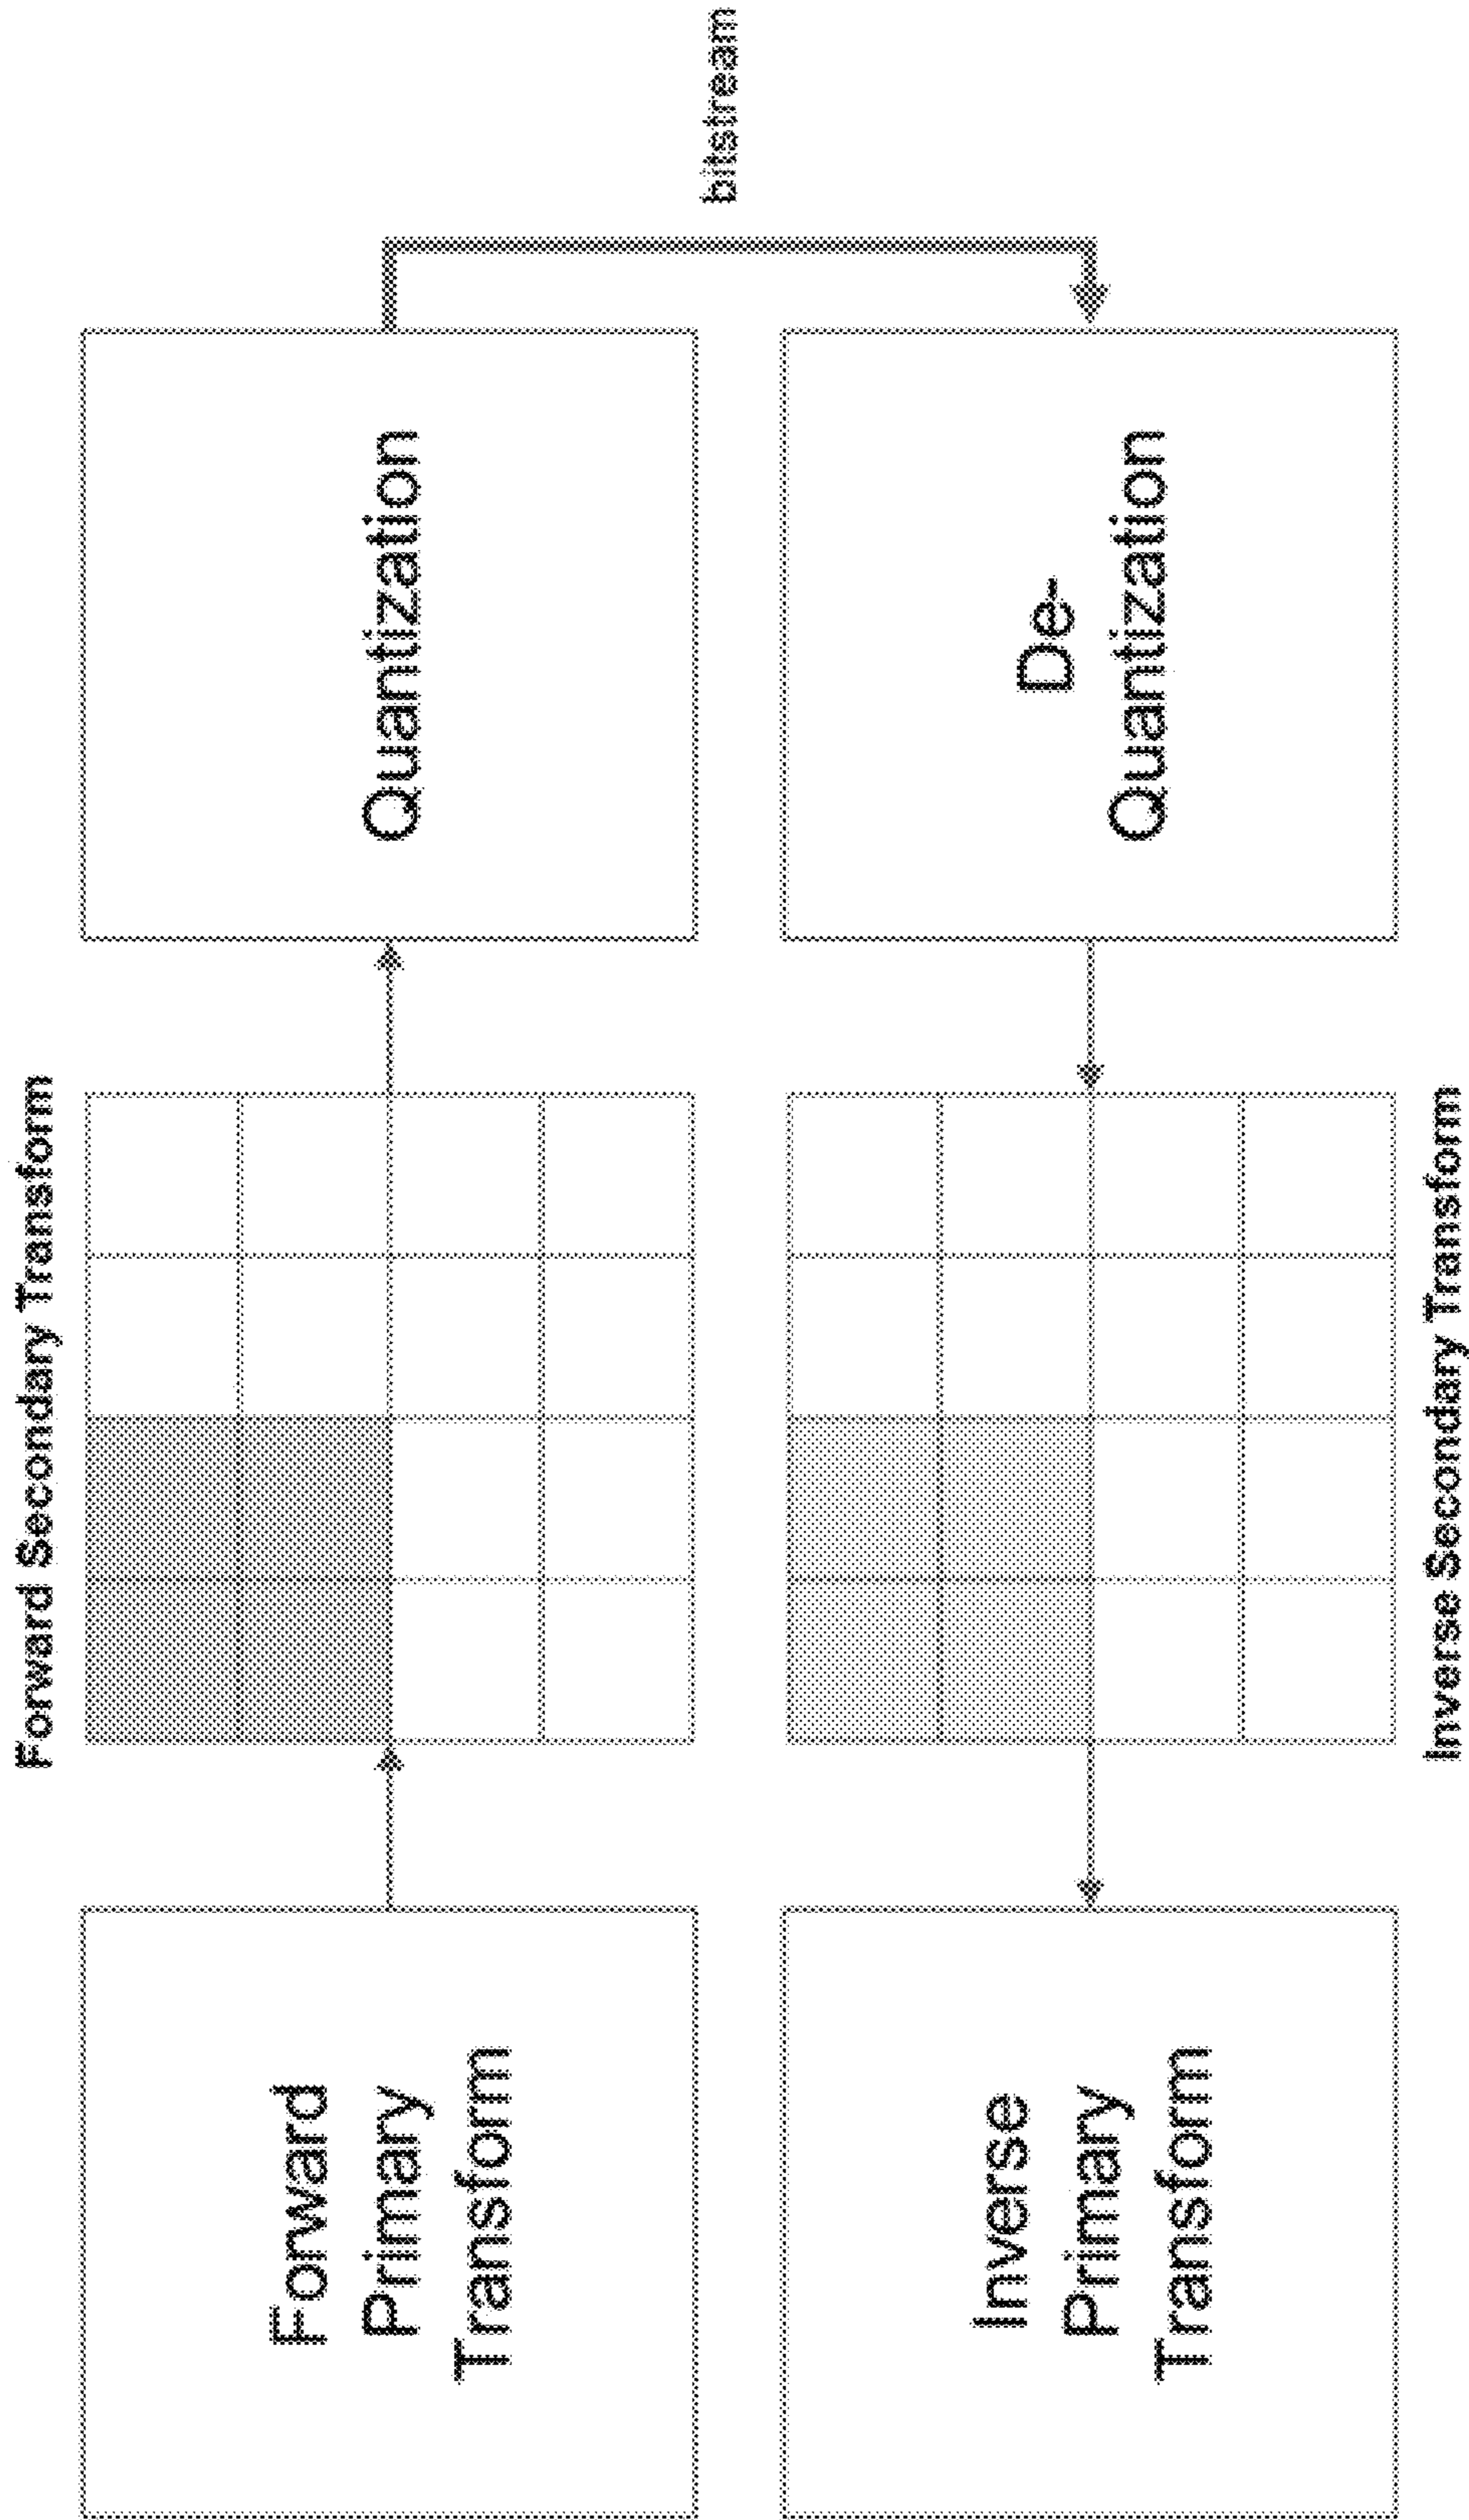 Forward Secondary Transform
Forward
Primary
Transform
Quantization
bitstream
Inverse
Primary
Transform
De-
Quantization
Inverse Secondary Transform